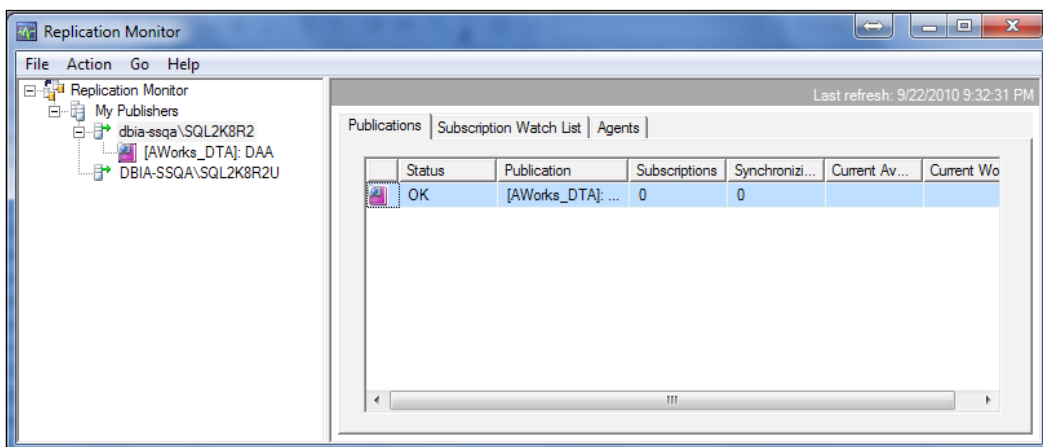 Replication Monitor
File Action Go Help
Replication Monitor
My Publishers
dbia-ssqa\SQL2K8R2
[AWorks_DTA]: DAA
DBIA-SSQA\SQL2K8R2U
Last refresh: 9/22/2010 9:32:31 PM
Publications Subscription Watch List Agents
Status Publication Subscriptions Synchronizi... Current Av... Current Wo
OK [AWorks_DTA]: ... 0 0